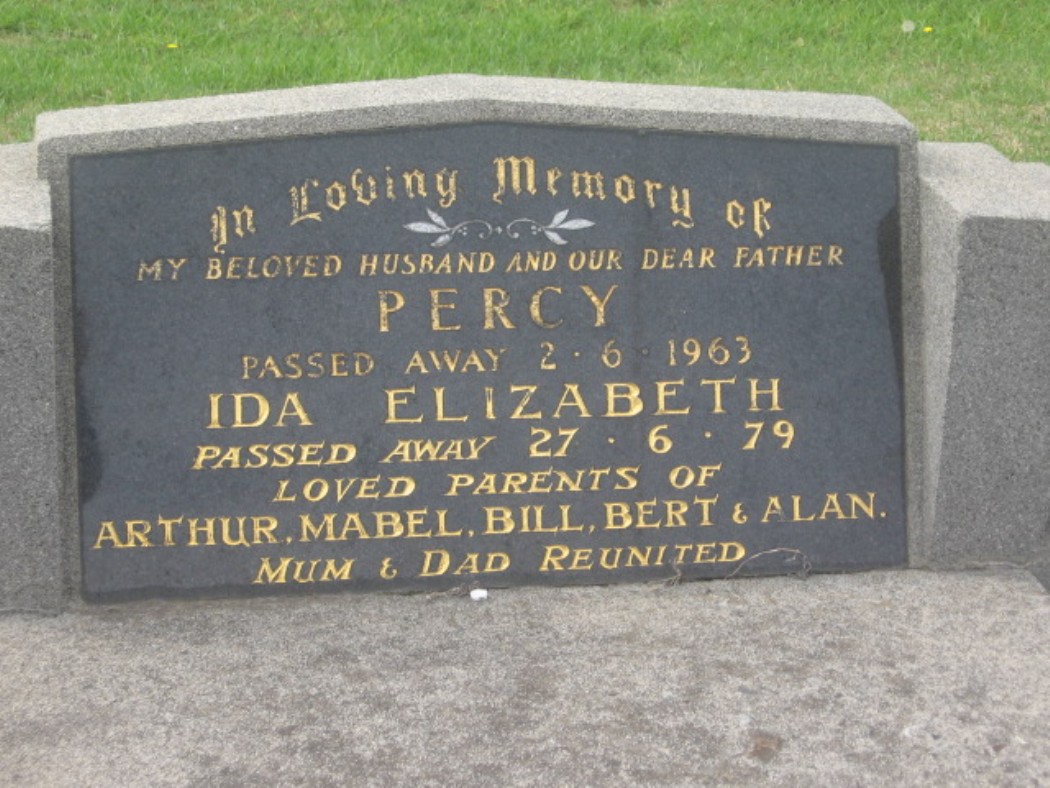 In Loving Memory of
MY BELOVED HUSBAND AND OUR DEAR FATHER
PERCY
PASSED AWAY 2 · 6 · 1963
IDA ELIZABETH
PASSED AWAY 27 · 6 · 79
LOVED PARENTS OF
ARTHUR, MABEL, BILL, BERT & ALAN.
MUM & DAD REUNITED